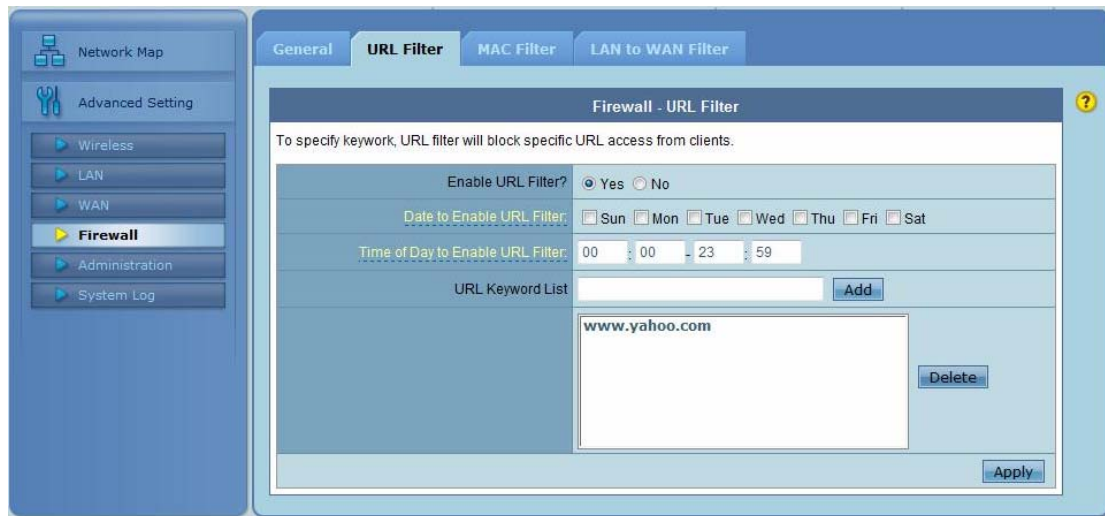 Network Map
Advanced Setting
Wireless
LAN
WAN
Firewall
Administration
System Log
General URL Filter MAC Filter LAN to WAN Filter
Firewall - URL Filter
?
To specify keywork, URL filter will block specific URL access from clients.
Enable URL Filter? Yes No
Date to Enable URL Filter: Sun Mon Tue Wed Thu Fri Sat
Time of Day to Enable URL Filter: 00 : 00 - 23 : 59
URL Keyword List Add
www.yahoo.com
Delete
Apply